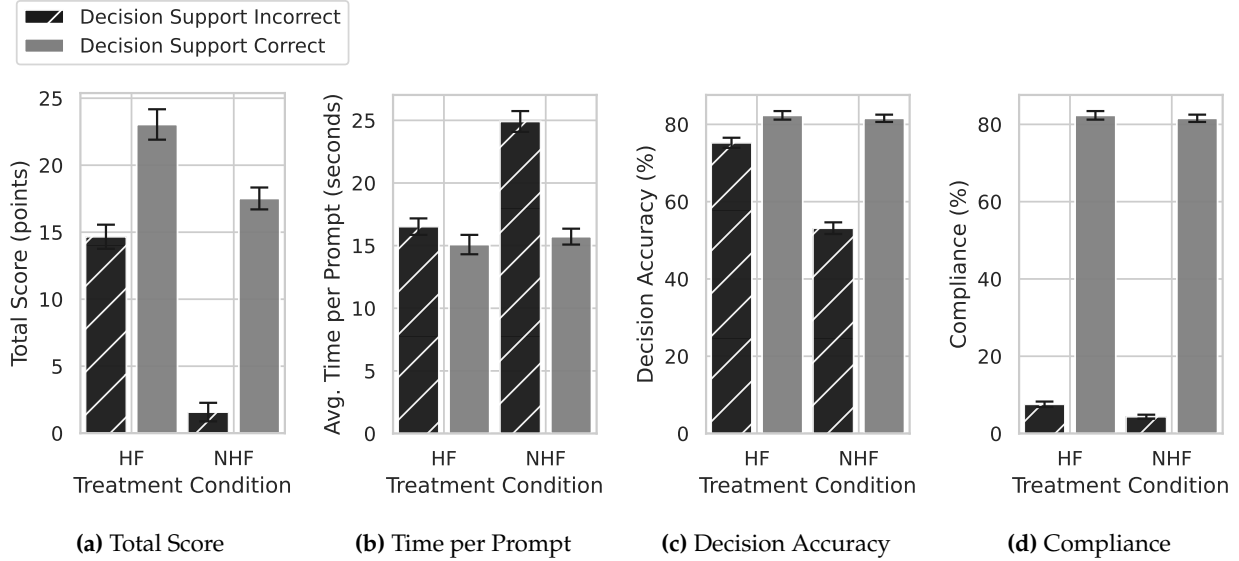 Decision Support Incorrect
Decision Support Correct
Total Score (points)
25
20
15
10
5
0
HF NHF
Treatment Condition
(a) Total Score
Avg. Time per Prompt (seconds)
25
20
15
10
5
0
HF NHF
Treatment Condition
(b) Time per Prompt
Decision Accuracy (%)
80
60
40
20
0
HF NHF
Treatment Condition
(c) Decision Accuracy
Compliance (%)
80
60
40
20
0
HF NHF
Treatment Condition
(d) Compliance